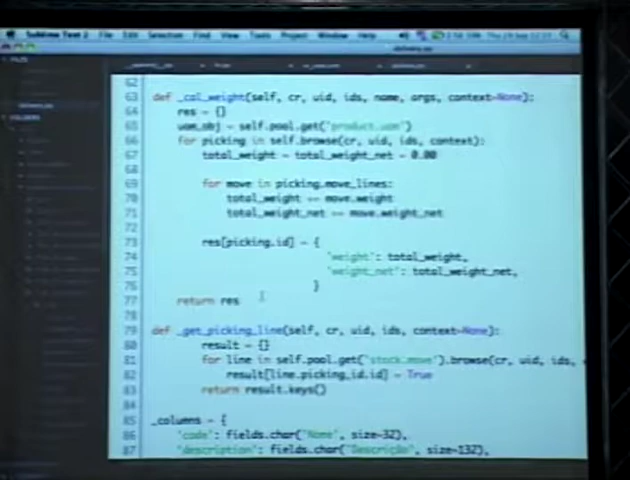 Sublime Text 2 File Edit Selection Find View Tools Project Window Help
62
63 def _cal_weight(self, cr, uid, ids, name, args, context=None):
64 res = {}
65 uom_obj = self.pool.get('product.uom')
66 for picking in self.browse(cr, uid, ids, context):
67 total_weight = total_weight_net = 0.00
68
69 for move in picking.move_lines:
70 total_weight += move.weight
71 total_weight_net += move.weight_net
72
73 res[picking.id] = {
74 'weight': total_weight,
75 'weight_net': total_weight_net,
76 }
77 return res
78
79 def _get_picking_line(self, cr, uid, ids, context=None):
80 result = {}
81 for line in self.pool.get('stock.move').browse(cr, uid, ids,
82 result[line.picking_id.id] = True
83 return result.keys()
84
85 _columns = {
86 'code': fields.char('Nome', size=32),
87 'description': fields.char('Descrição', size=132),